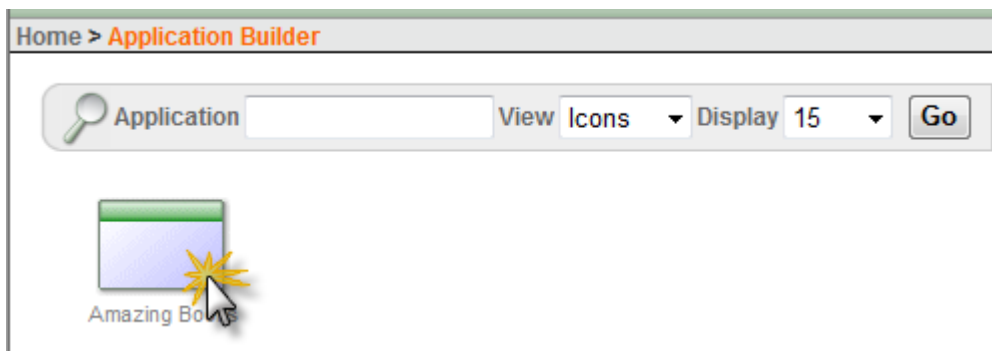 Home > Application Builder
Application View Icons Display 15 Go
Amazing